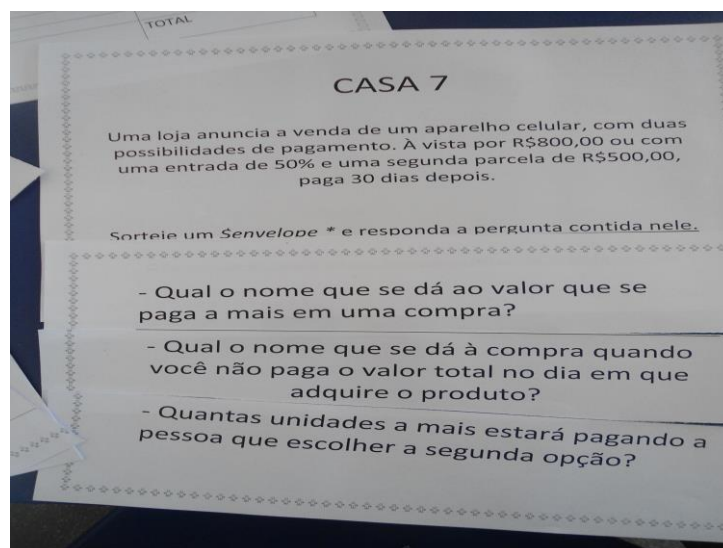 TOTAL
CASA 7
Uma loja anuncia a venda de um aparelho celular, com duas
possibilidades de pagamento. À vista por R$800,00 ou com
uma entrada de 50% e uma segunda parcela de R$500,00,
paga 30 dias depois.
Sorteie um $envelope * e responda a pergunta contida nele.
- Qual o nome que se dá ao valor que se
paga a mais em uma compra?
- Qual o nome que se dá à compra quando
você não paga o valor total no dia em que
adquire o produto?
- Quantas unidades a mais estará pagando a
pessoa que escolher a segunda opção?